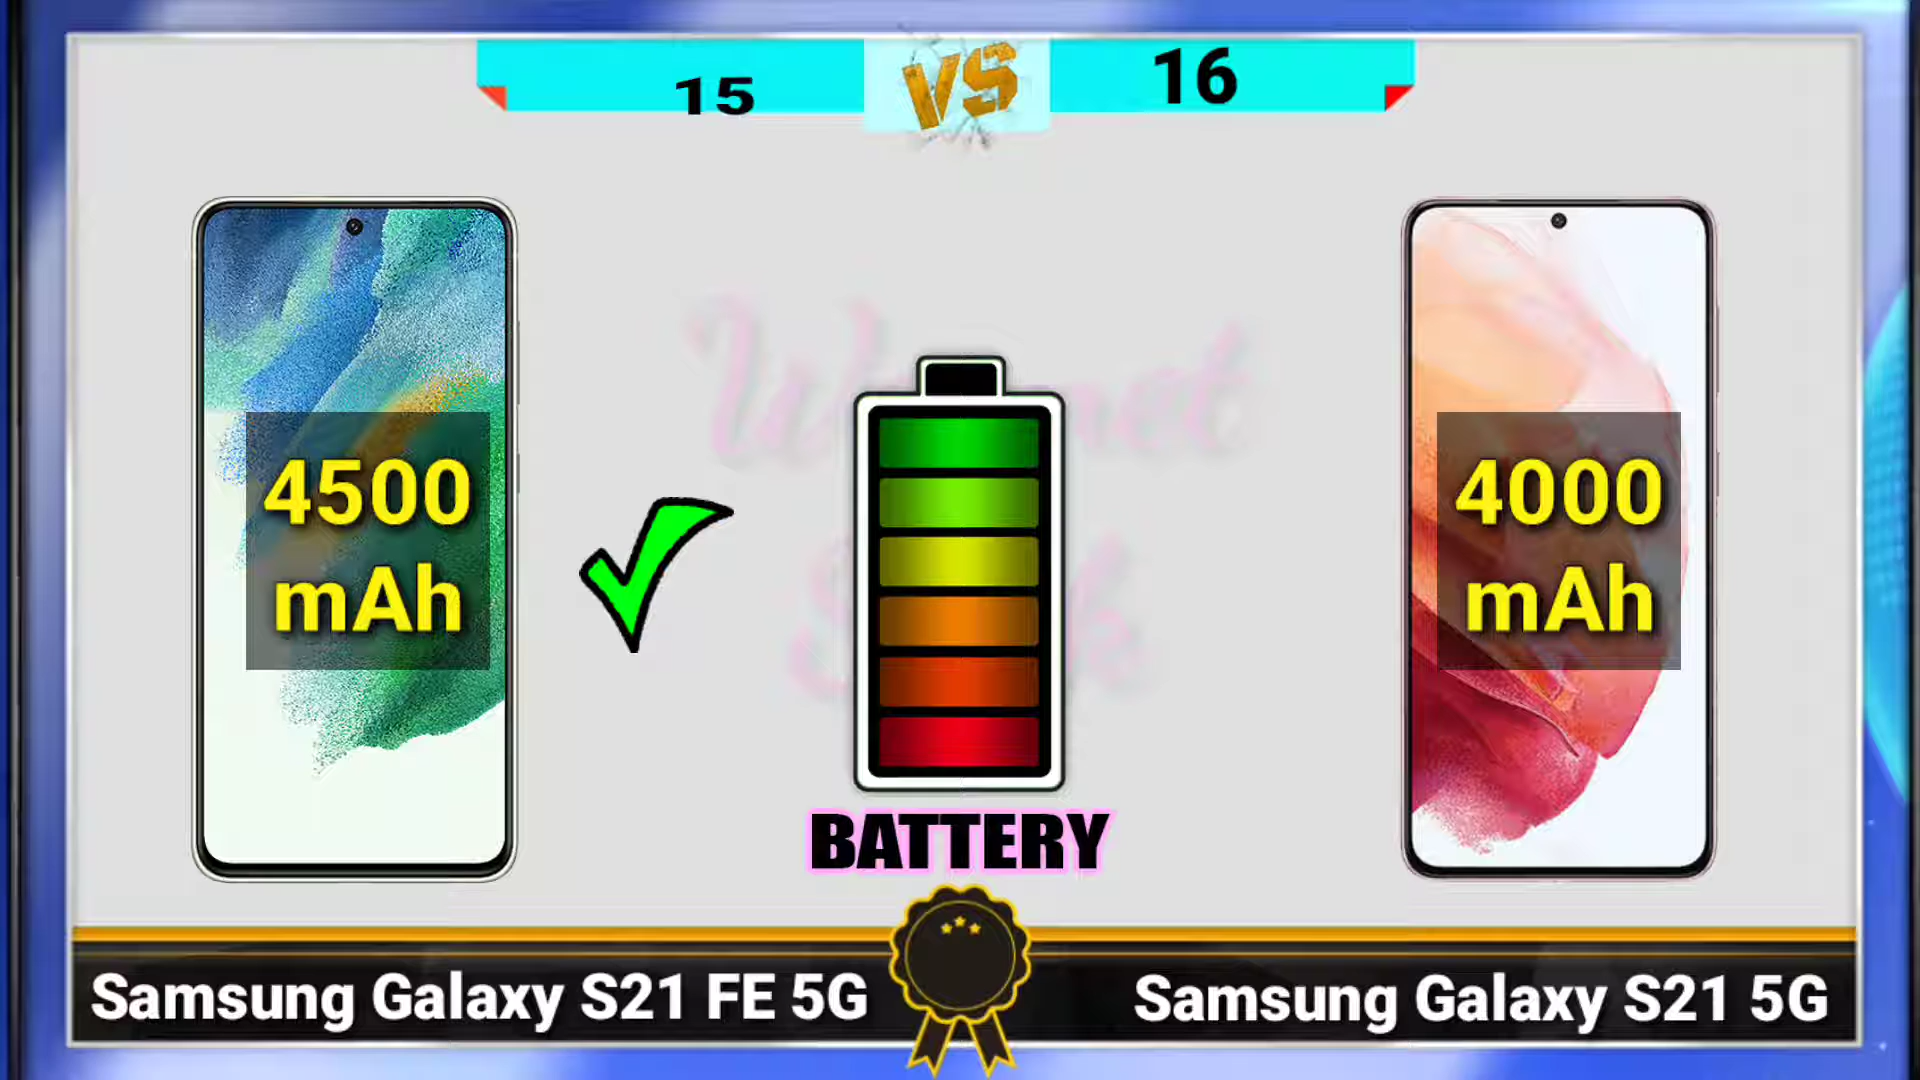 15 VS 16
4500
mAh
4000
mAh
BATTERY
Samsung Galaxy S21 FE 5G
Samsung Galaxy S21 5G